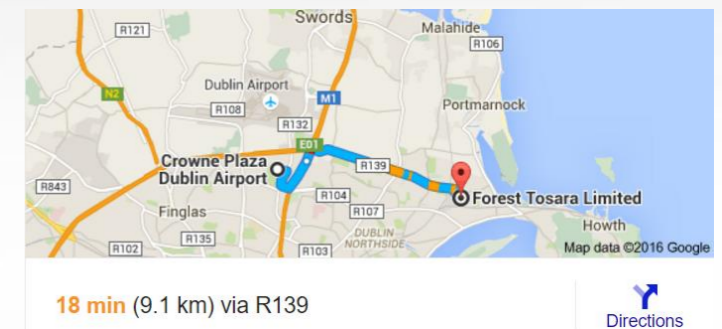 Swords
Malahide
R121
R106
N2
Dublin Airport
M1
R108
Portmarnock
R132
E01
Crowne Plaza
Dublin Airport
R139
R843
R104
Forest Tosara Limited
Finglas
R107
Howth
R135
DUBLIN
NORTHSIDE
R102
R103
Map data ©2016 Google
18 min (9.1 km) via R139
Directions